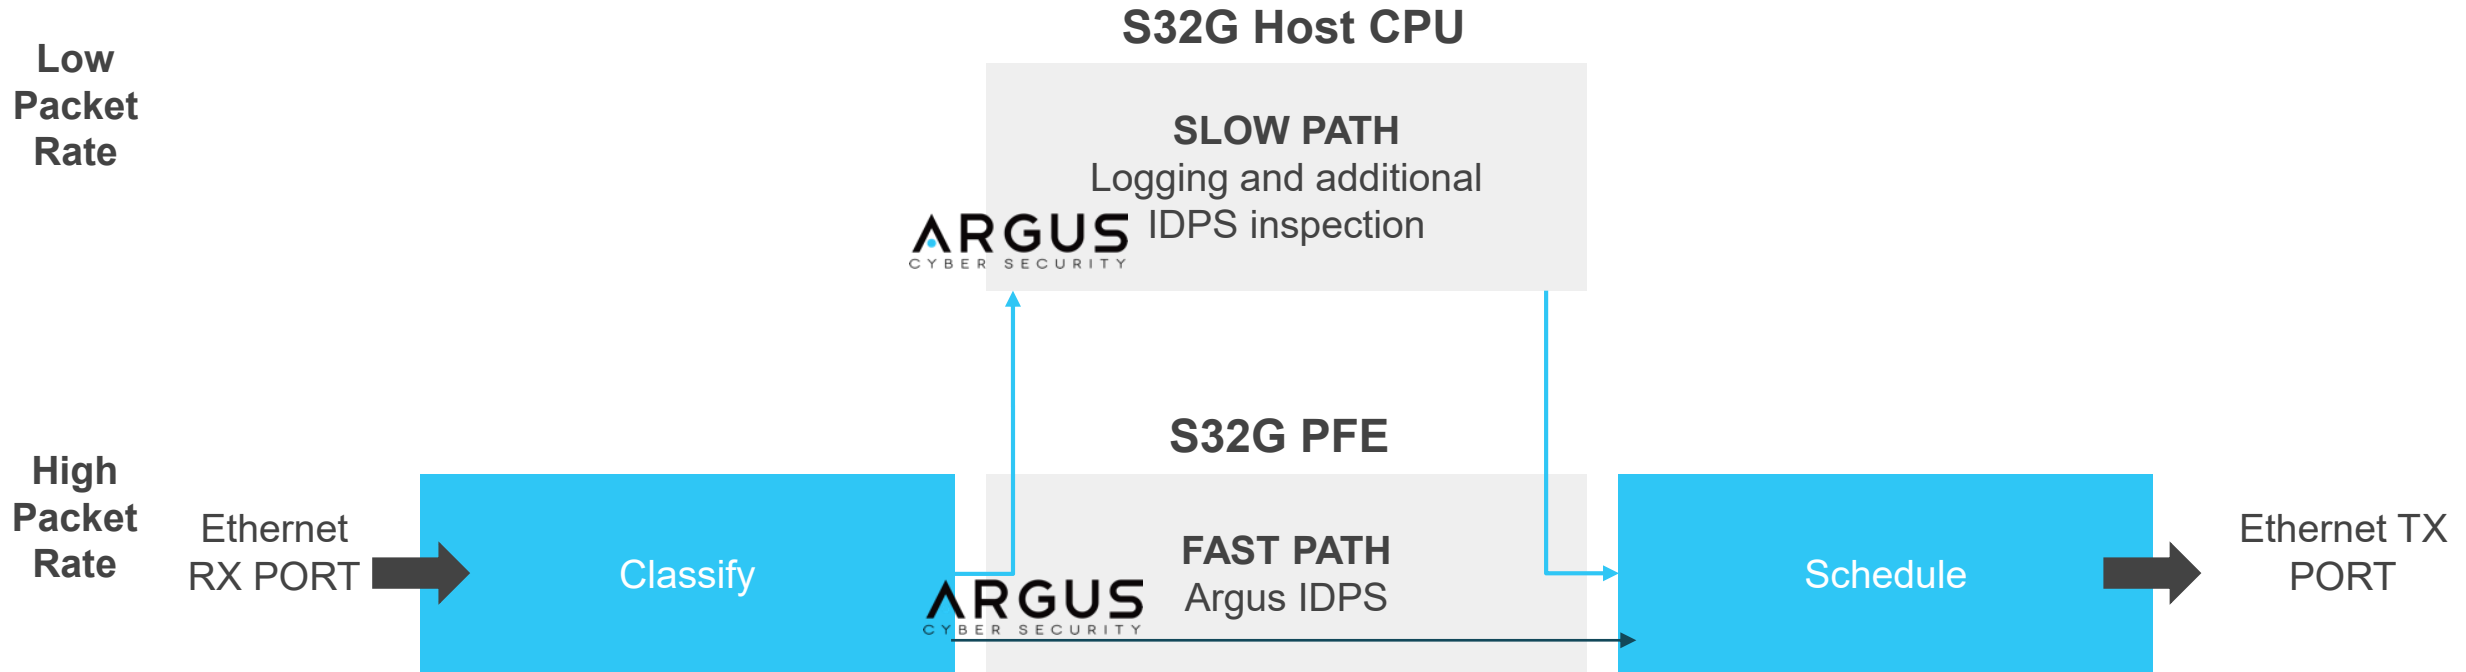 S32G Host CPU
Low
Packet
Rate
SLOW PATH
Logging and additional
IDPS inspection
ARGUS
CYBER SECURITY
S32G PFE
High
Packet
Rate
Ethernet
RX PORT
Classify
ARGUS
CYBER SECURITY
FAST PATH
Argus IDPS
Schedule
Ethernet TX
PORT